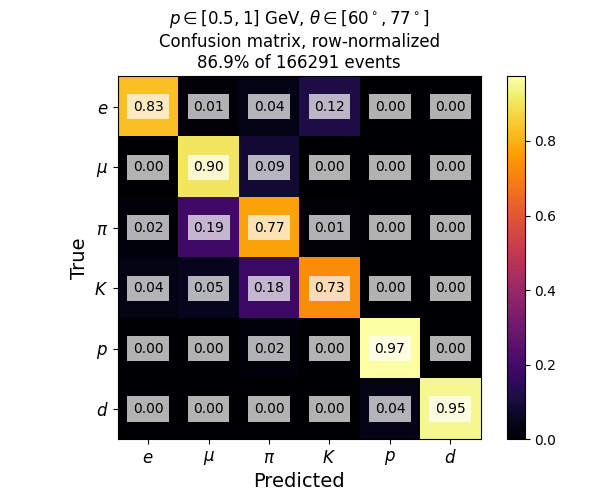 p ∈ [0.5, 1] GeV, θ ∈ [60°, 77°]
Confusion matrix, row-normalized
86.9% of 166291 events
e 0.83 0.01 0.04 0.12 0.00 0.00
μ 0.00 0.90 0.09 0.00 0.00 0.00
π 0.02 0.19 0.77 0.01 0.00 0.00
K 0.04 0.05 0.18 0.73 0.00 0.00
p 0.00 0.00 0.02 0.00 0.97 0.00
d 0.00 0.00 0.00 0.00 0.04 0.95
e μ π K p d
Predicted
True
0.8
0.6
0.4
0.2
0.0